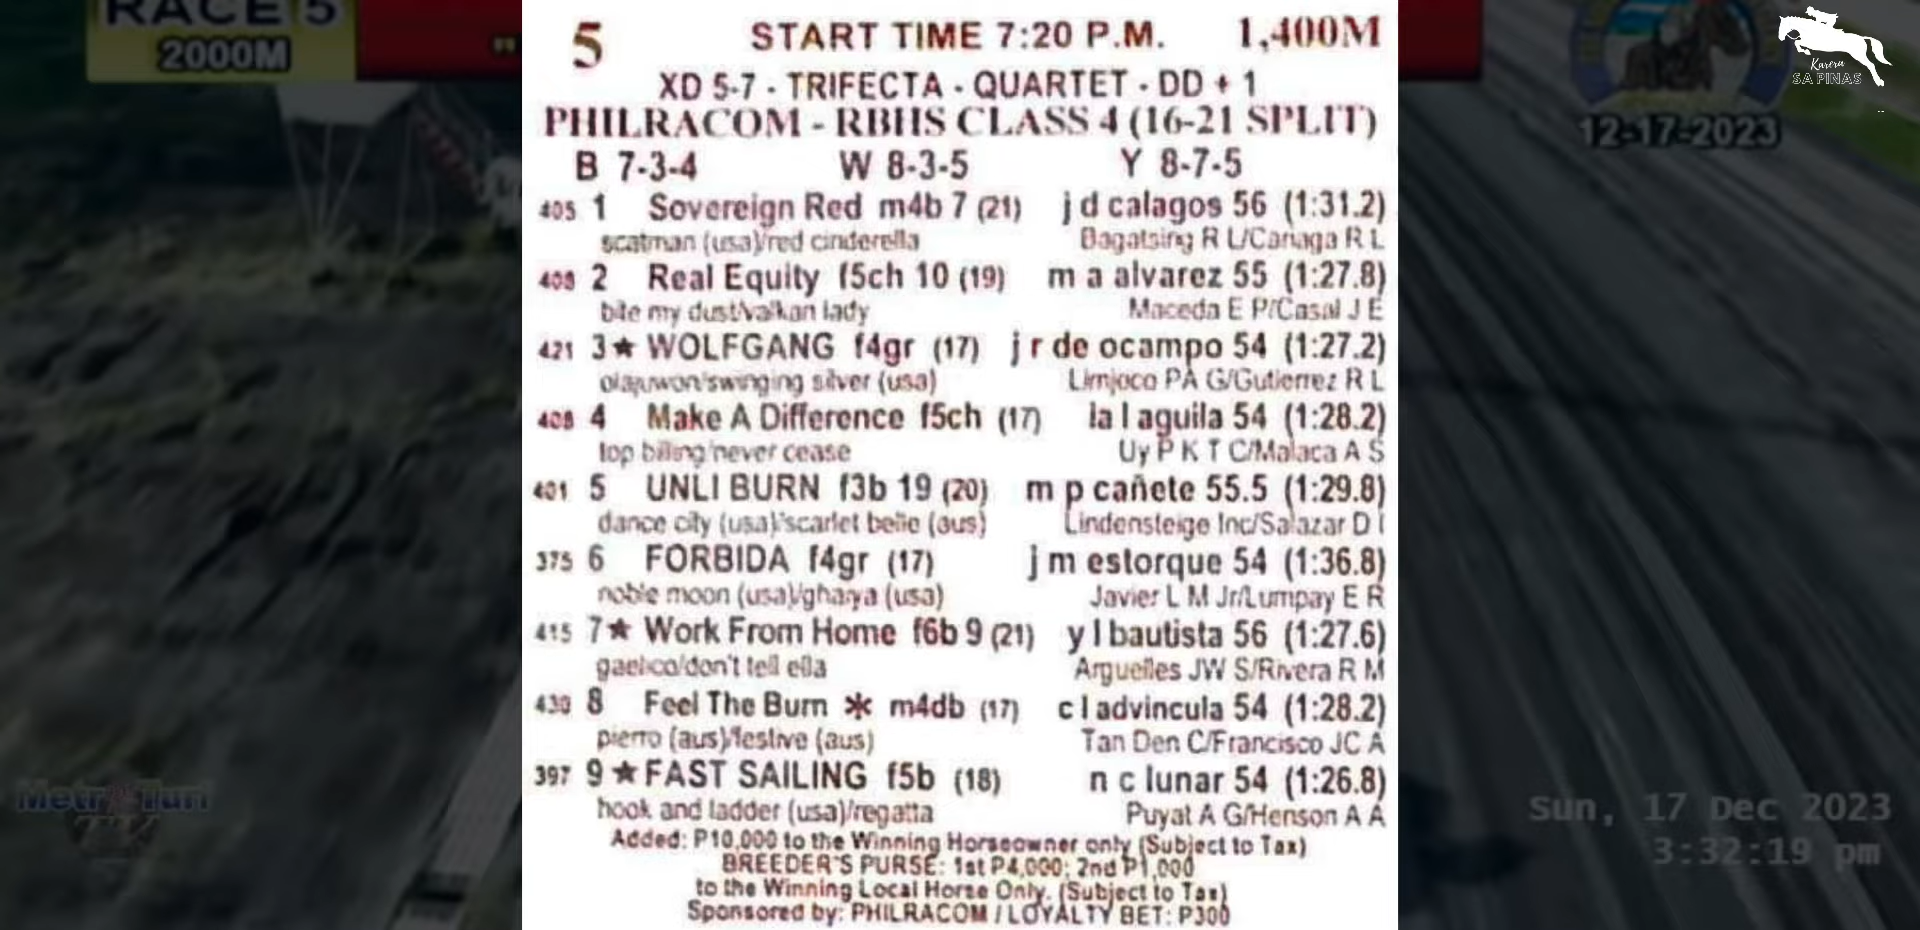 RACE 5
2000M
5 START TIME 7:20 P.M. 1,400M
XD 5-7 - TRIFECTA - QUARTET - DD + 1
PHILRACOM - RBHS CLASS 4 (16-21 SPLIT)
B 7-3-4 W 8-3-5 Y 8-7-5
405 1 Sovereign Red m4b 7 (21) j d calagos 56 (1:31.2)
scatman (usa)/red cinderella Bagatsing R L/Canaga R L
2 Real Equity f5ch 10 (19) m a alvarez 55 (1:27.8)
bite my dust/valkan lady Maceda E P/Casal J E
421 3★ WOLFGANG f4gr (17) j r de ocampo 54 (1:27.2)
olajuwon/swinging silver (usa) Limjoco PA G/Gutierrez R L
408 4 Make A Difference f5ch (17) la l aguila 54 (1:28.2)
top billing/never cease Uy P K T C/Malaca A S
401 5 UNLI BURN f3b 19 (20) m p cañete 55.5 (1:29.8)
dance city (usa)/scarlet belle (aus) Lindensteige Inc/Salazar D I
375 6 FORBIDA f4gr (17) j m estorque 54 (1:36.8)
noble moon (usa)/gharya (usa) Javier L M Jr/Lumpay E R
415 7★ Work From Home f6b 9 (21) y l bautista 56 (1:27.6)
gaelico/don't tell ella Arguelles JW S/Rivera R M
430 8 Feel The Burn * m4db (17) c l advincula 54 (1:28.2)
pierro (aus)/festive (aus) Tan Den C/Francisco JC A
397 9★ FAST SAILING f5b (18) n c lunar 54 (1:26.8)
hook and ladder (usa)/regatta Puyat A G/Henson A A
Added: P10,000 to the Winning Horseowner only (Subject to Tax)
BREEDER'S PURSE: 1st P4,000; 2nd P1,000
to the Winning Local Horse Only. (Subject to Tax)
Sponsored by: PHILRACOM / LOYALTY BET: P300
Karera
SA PINAS
12-17-2023
Metro Turf
Sun, 17 Dec 2023
3:32:19 pm